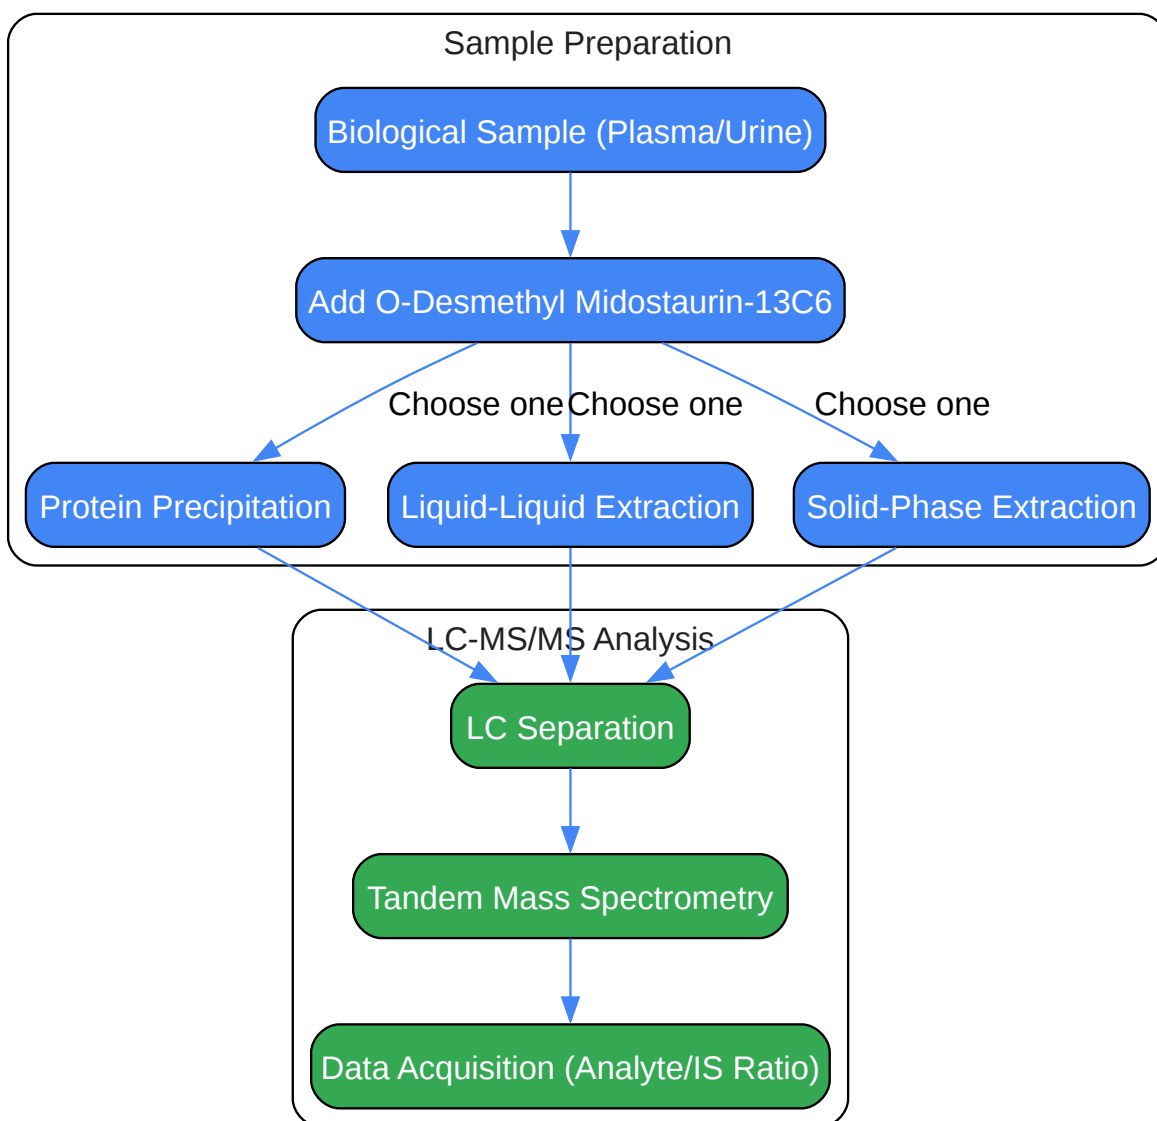 Sample Preparation
Biological Sample (Plasma/Urine)
Add O-Desmethyl Midostaurin-13C6
Choose one
Choose one
Choose one
Protein Precipitation
Liquid-Liquid Extraction
Solid-Phase Extraction
LC-MS/MS Analysis
LC Separation
Tandem Mass Spectrometry
Data Acquisition (Analyte/IS Ratio)